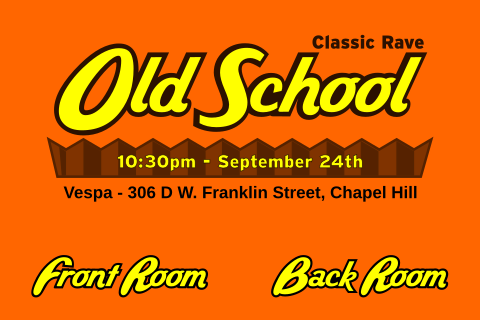 Classic Rave
Old School
10:30pm - September 24th
Vespa - 306 D W. Franklin Street, Chapel Hill
Front Room
Back Room